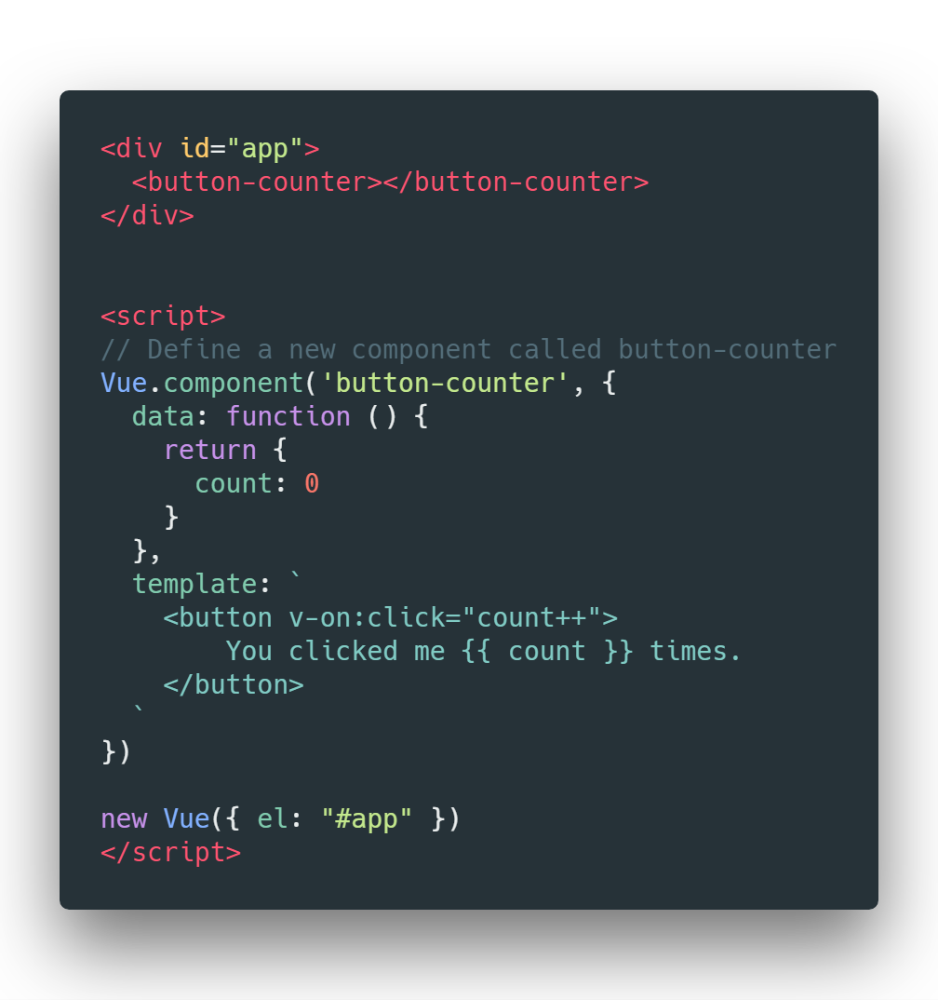 <div id="app">
  <button-counter></button-counter>
</div>

<script>
// Define a new component called button-counter
Vue.component('button-counter', {
  data: function () {
    return {
      count: 0
    }
  },
  template: `
    <button v-on:click="count++">
        You clicked me {{ count }} times.
    </button>
  `
})

new Vue({ el: "#app" })
</script>